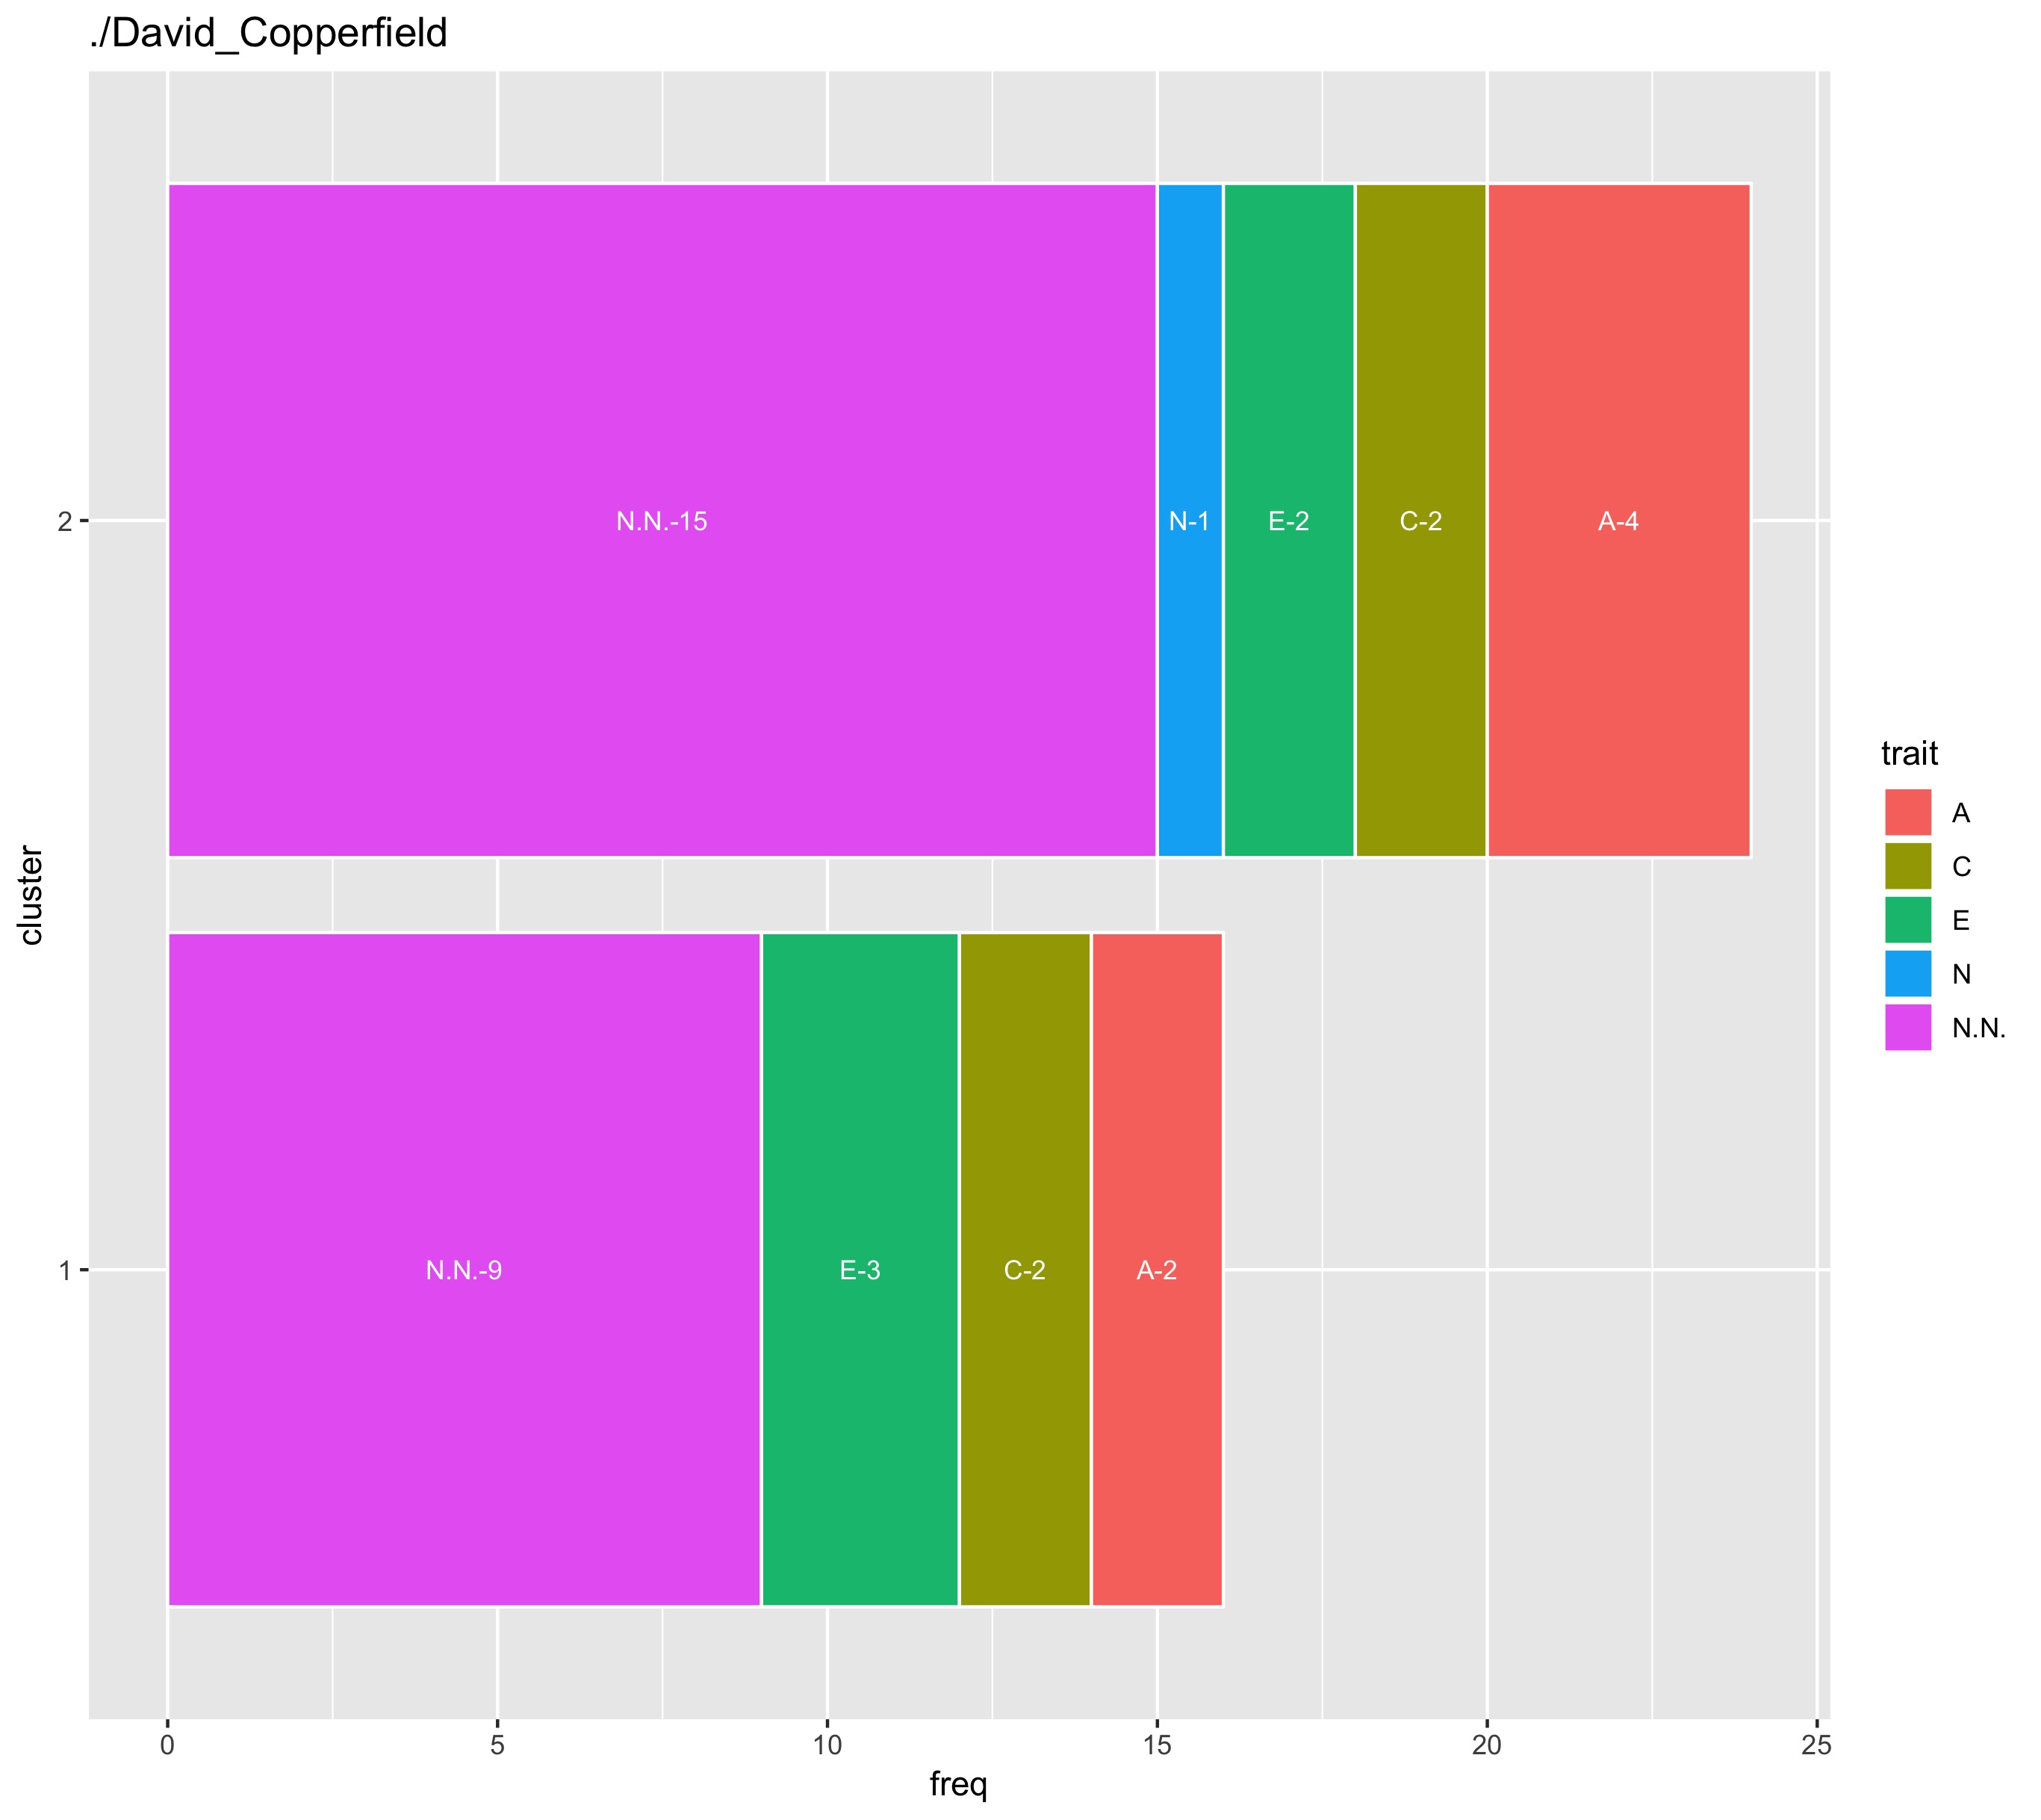 ./David_Copperfield
cluster
2
N.N.-15 N-1 E-2 C-2 A-4
1
N.N.-9 E-3 C-2 A-2
0 5 10 15 20 25
freq
trait
A
C
E
N
N.N.